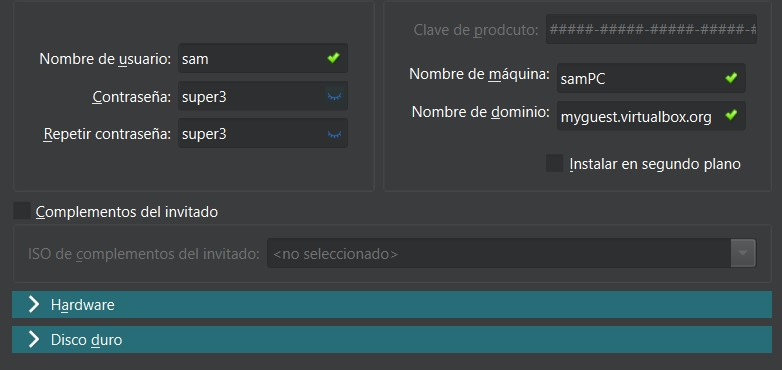 Clave de prodcuto: #####-#####-#####-#####-#
Nombre de usuario: sam
Contraseña: super3
Repetir contraseña: super3
Nombre de máquina: samPC
Nombre de dominio: myguest.virtualbox.org
Instalar en segundo plano
Complementos del invitado
ISO de complementos del invitado: <no seleccionado>
Hardware
Disco duro